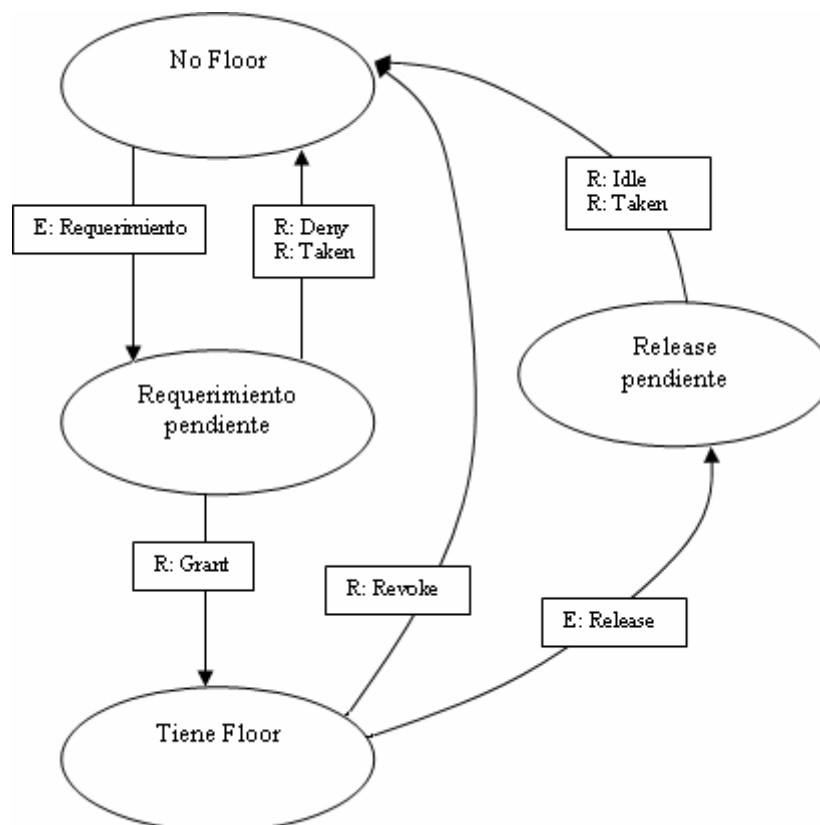 No Floor
R: Idle
R: Taken
E: Requerimiento
R: Deny
R: Taken
Release
pendiente
Requerimiento
pendiente
R: Grant
R: Revoke
E: Release
Tiene Floor